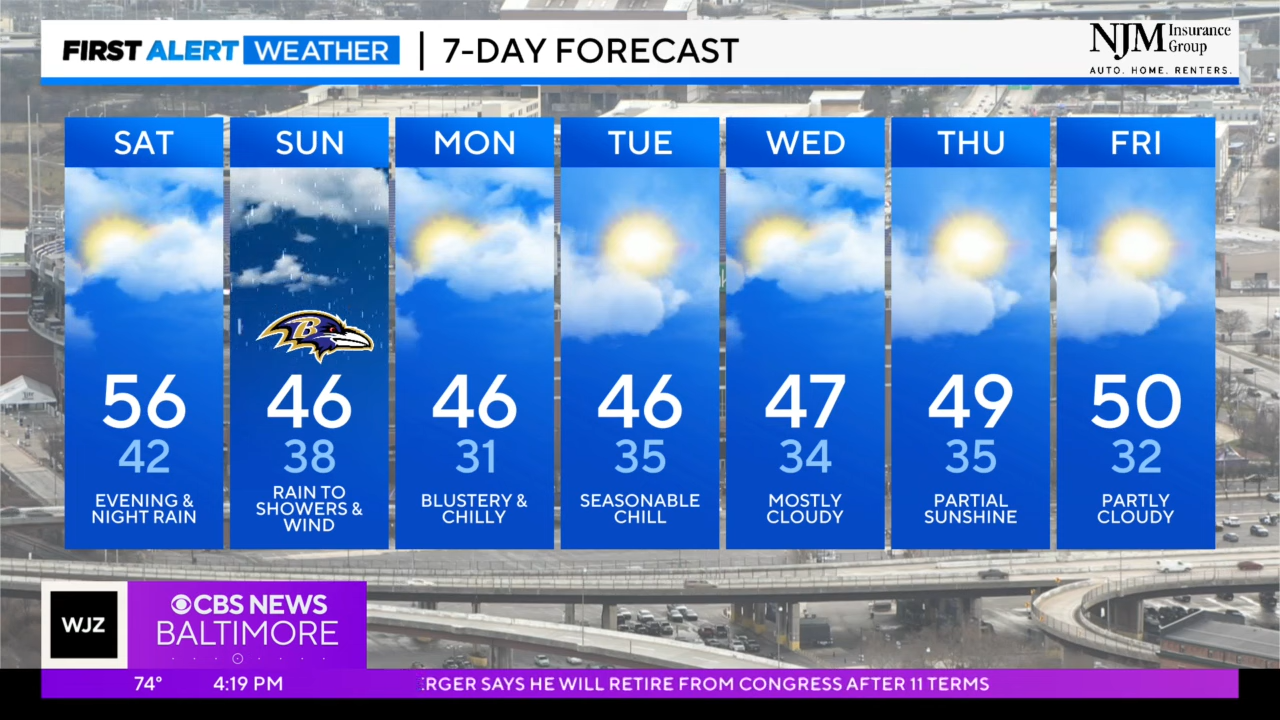 FIRST ALERT WEATHER | 7-DAY FORECAST
NJM Insurance Group
AUTO. HOME. RENTERS.
SAT
56
42
EVENING &
NIGHT RAIN
SUN
B
46
38
RAIN TO
SHOWERS &
WIND
MON
46
31
BLUSTERY &
CHILLY
TUE
46
35
SEASONABLE
CHILL
WED
47
34
MOSTLY
CLOUDY
THU
49
35
PARTIAL
SUNSHINE
FRI
50
32
PARTLY
CLOUDY
WJZ
CBS NEWS
BALTIMORE
74° 4:19 PM ERGER SAYS HE WILL RETIRE FROM CONGRESS AFTER 11 TERMS